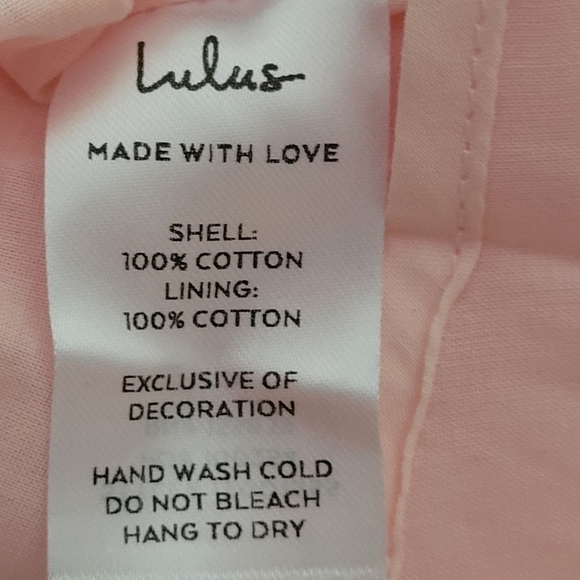 Lulus
MADE WITH LOVE
SHELL:
100% COTTON
LINING:
100% COTTON
EXCLUSIVE OF
DECORATION
HAND WASH COLD
DO NOT BLEACH
HANG TO DRY